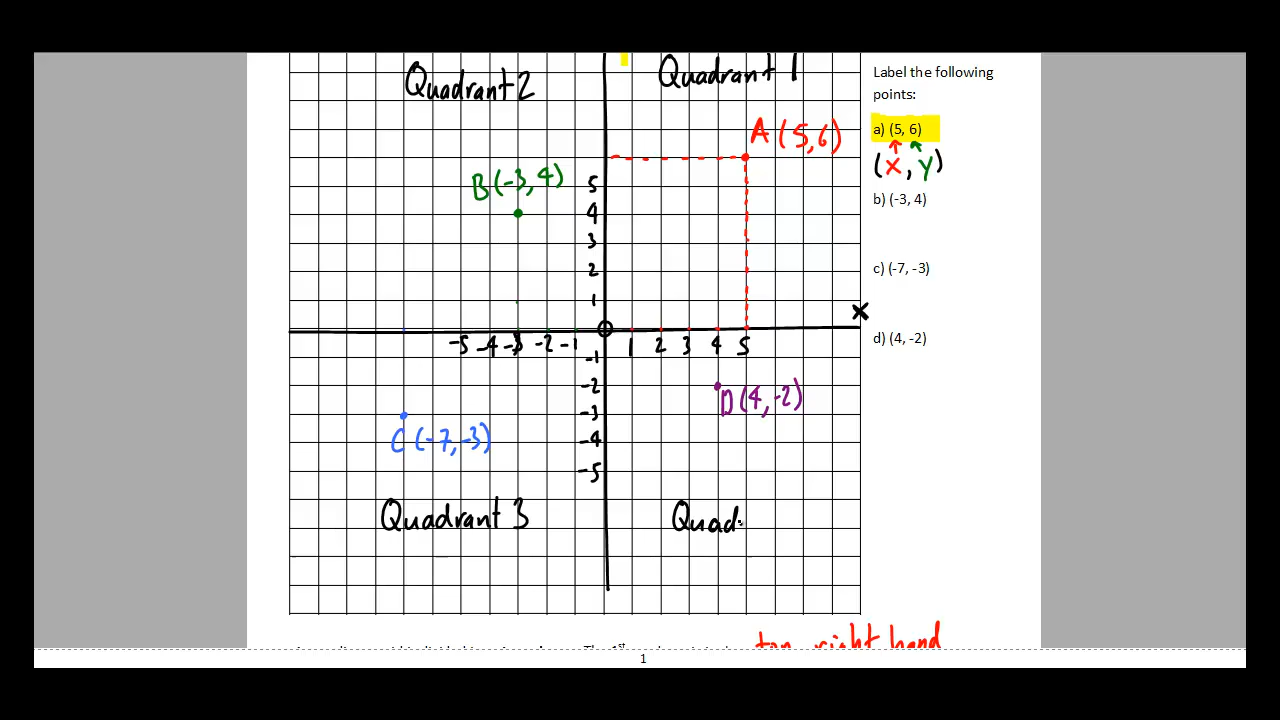 Quadrant 2
Quadrant 1
Label the following
points:
a) (5, 6)
(x, y)
b) (-3, 4)
c) (-7, -3)
d) (4, -2)
A (5,6)
B (-3, 4)
5
4
3
2
1
x
-5 -4 -3 -2 -1 0 1 2 3 4 5
-1
-2
-3
-4
-5
D (4, -2)
C (-7, -3)
Quadrant 3
Quad
top right hand
1